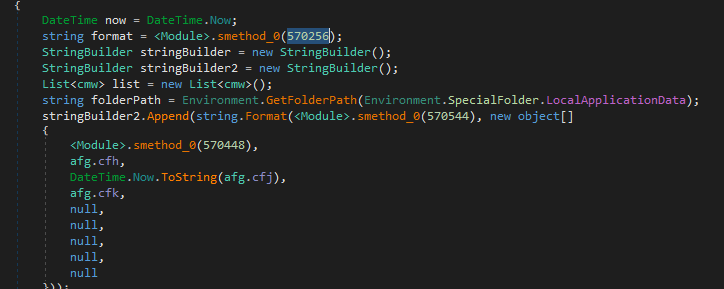 {
DateTime now = DateTime.Now;
string format = <Module>.smethod_0(570256);
StringBuilder stringBuilder = new StringBuilder();
StringBuilder stringBuilder2 = new StringBuilder();
List<cmw> list = new List<cmw>();
string folderPath = Environment.GetFolderPath(Environment.SpecialFolder.LocalApplicationData);
stringBuilder2.Append(string.Format(<Module>.smethod_0(570544), new object[]
{
<Module>.smethod_0(570448),
afg.cfh,
DateTime.Now.ToString(afg.cfj),
afg.cfk,
null,
null,
null,
null,
null
}));